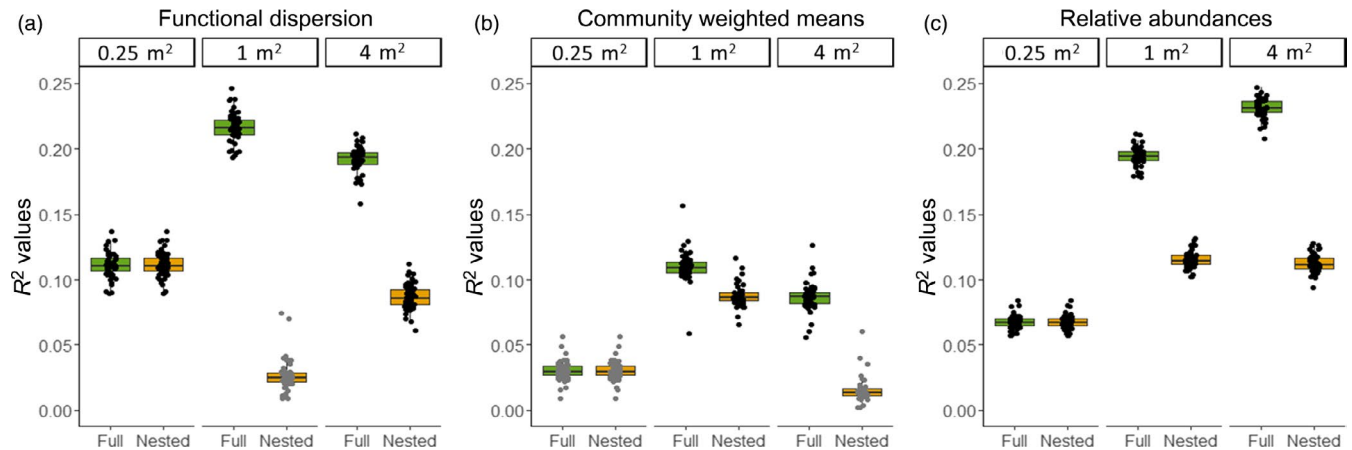 (a)
Functional dispersion
0.25 m²
1 m²
4 m²
R² values
0.25
0.20
0.15
0.10
0.05
0.00
Full Nested Full Nested Full Nested
(b)
Community weighted means
0.25 m²
1 m²
4 m²
R² values
0.25
0.20
0.15
0.10
0.05
0.00
Full Nested Full Nested Full Nested
(c)
Relative abundances
0.25 m²
1 m²
4 m²
R² values
0.25
0.20
0.15
0.10
0.05
0.00
Full Nested Full Nested Full Nested